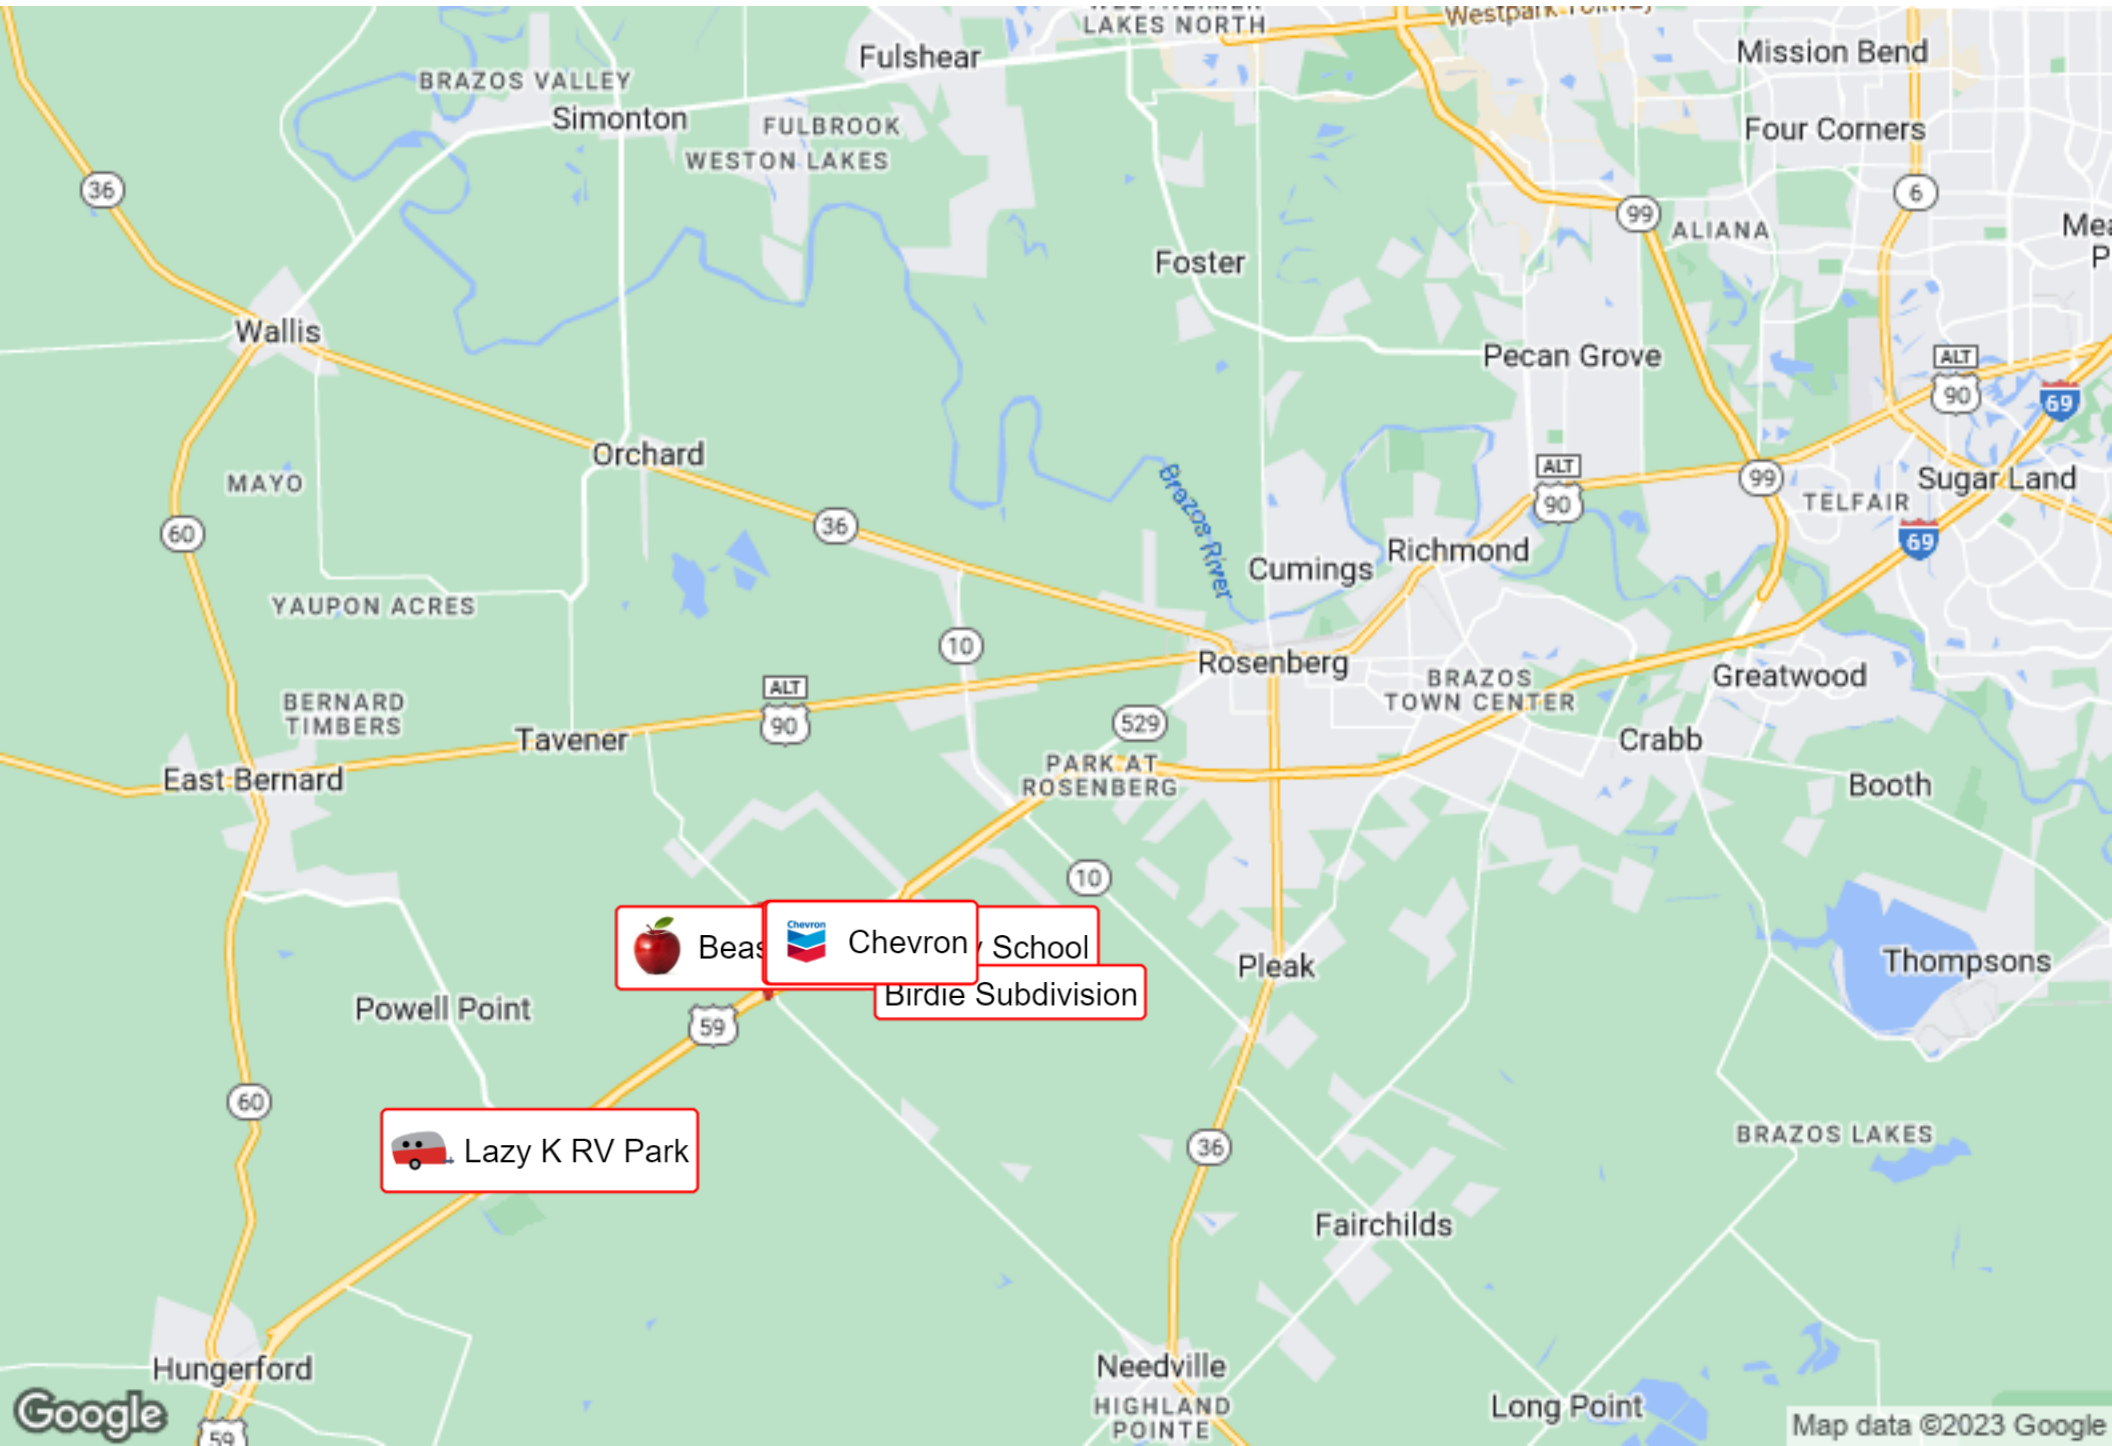 Westpark Tollway
LAKES NORTH
Fulshear
Mission Bend
BRAZOS VALLEY
Simonton
FULBROOK
Four Corners
WESTON LAKES
36
99
6
ALIANA
Foster
Wallis
Pecan Grove
ALT
90
69
Orchard
MAYO
ALT
90
99
Sugar Land
TELFAIR
36
60
69
Brazos River
Cumings
Richmond
YAUPON ACRES
10
Rosenberg
BRAZOS
TOWN CENTER
Greatwood
BERNARD
TIMBERS
ALT
90
529
Tavener
Crabb
PARK AT
ROSENBERG
East Bernard
Booth
10
Chevron
Chevron
School
Birdie Subdivision
Pleak
Thompsons
Powell Point
59
60
Lazy K RV Park
36
BRAZOS LAKES
Fairchilds
Hungerford
Needville
HIGHLAND
POINTE
Long Point
Google
59
Map data ©2023 Google